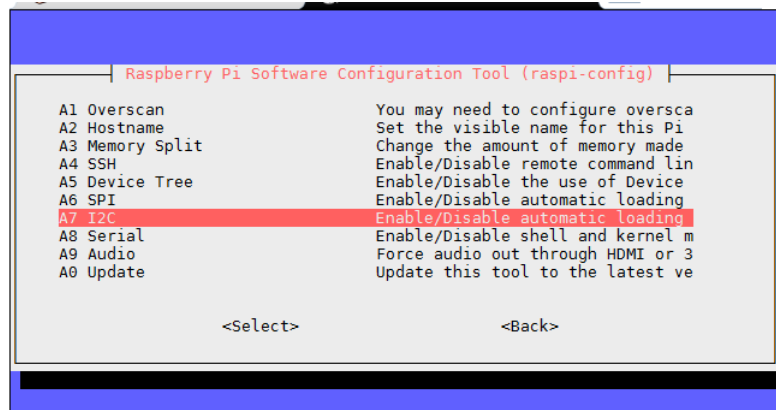 Raspberry Pi Software Configuration Tool (raspi-config)
A1 Overscan You may need to configure oversca
A2 Hostname Set the visible name for this Pi
A3 Memory Split Change the amount of memory made
A4 SSH Enable/Disable remote command lin
A5 Device Tree Enable/Disable the use of Device
A6 SPI Enable/Disable automatic loading
A7 I2C Enable/Disable automatic loading
A8 Serial Enable/Disable shell and kernel m
A9 Audio Force audio out through HDMI or 3
A0 Update Update this tool to the latest ve
<Select> <Back>